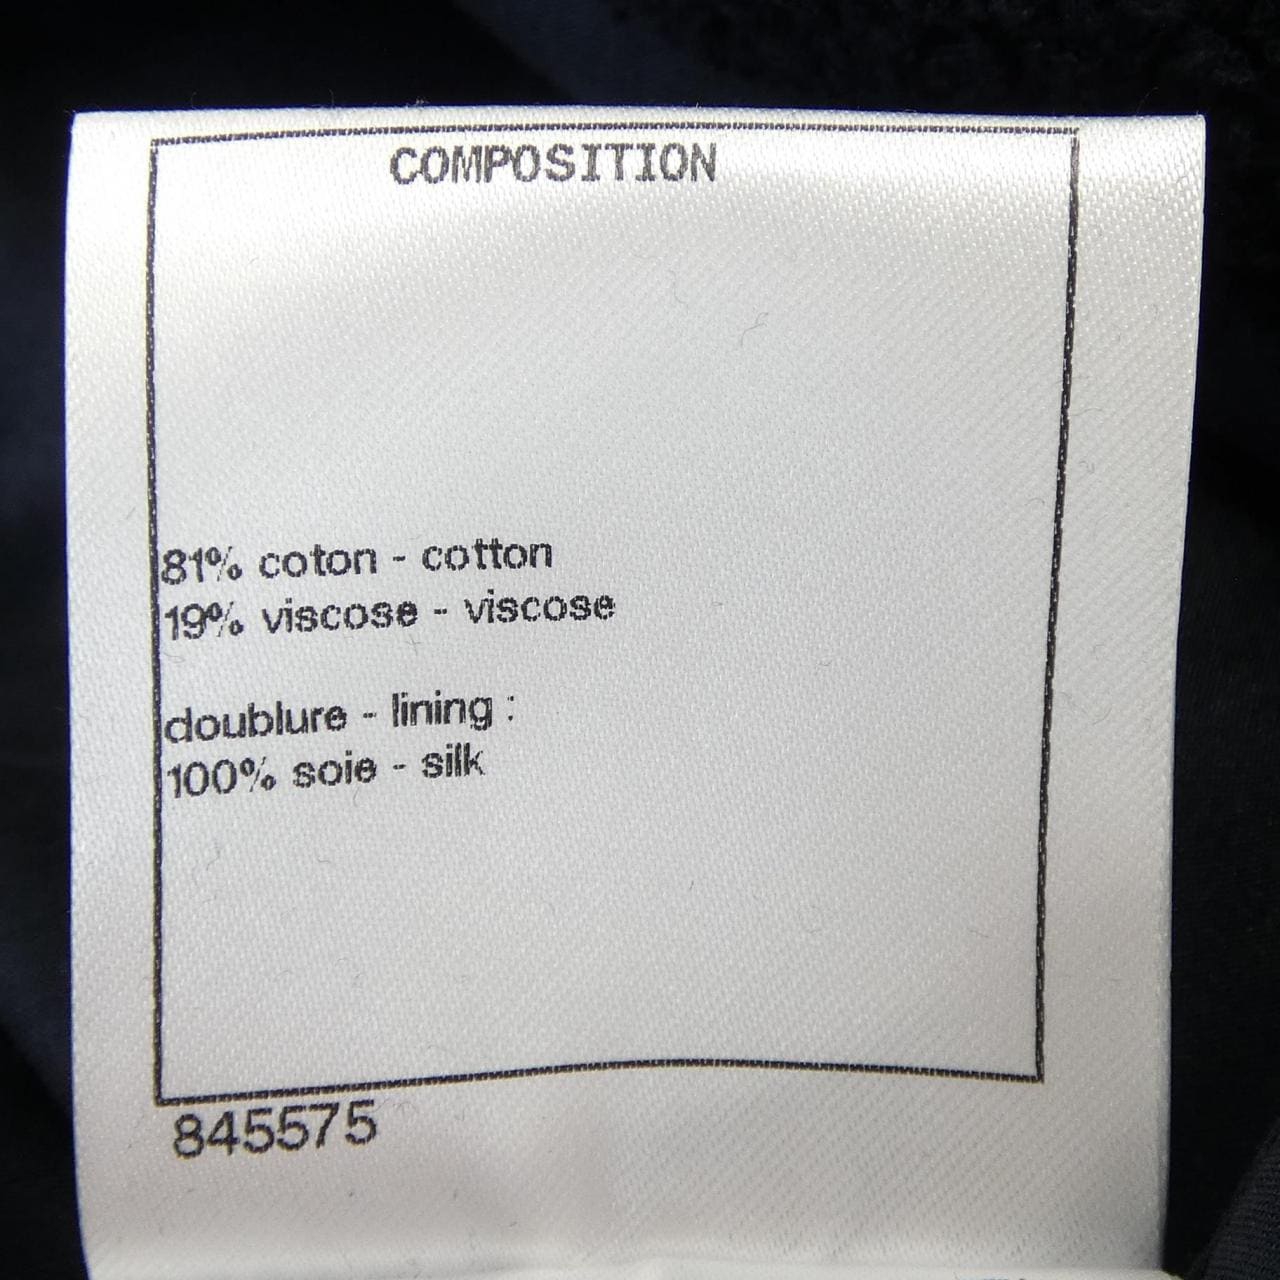 COMPOSITION
81% coton - cotton
19% viscose - viscose
doublure - lining :
100% soie - silk
845575